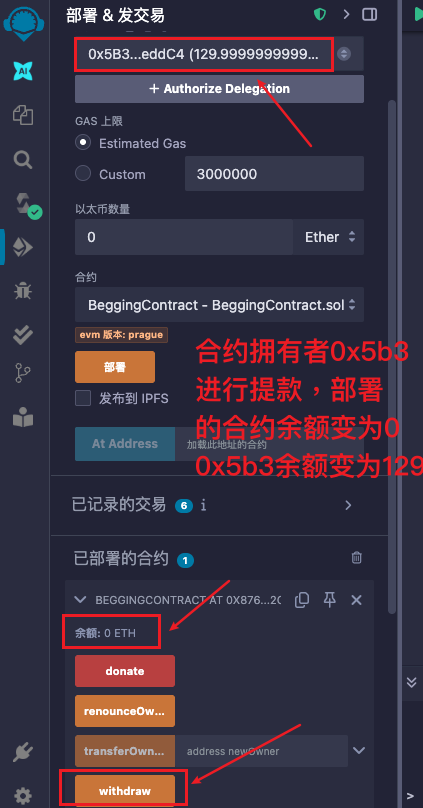 部署 & 发交易
AI
0x5B3...eddC4 (129.9999999999...
+ Authorize Delegation
GAS 上限
Estimated Gas
Custom
3000000
以太币数量
0
Ether
合约
BeggingContract - BeggingContract.sol
evm 版本: prague
部署
发布到 IPFS
At Address
加载此地址的合约
合约拥有者0x5b3
进行提款，部署
的合约余额变为0
0x5b3余额变为129
已记录的交易 6 i
已部署的合约 1
BEGGINGCONTRACT AT 0X876...2C
余额: 0 ETH
donate
renounceOw...
transferOwn...
address newOwner
withdraw